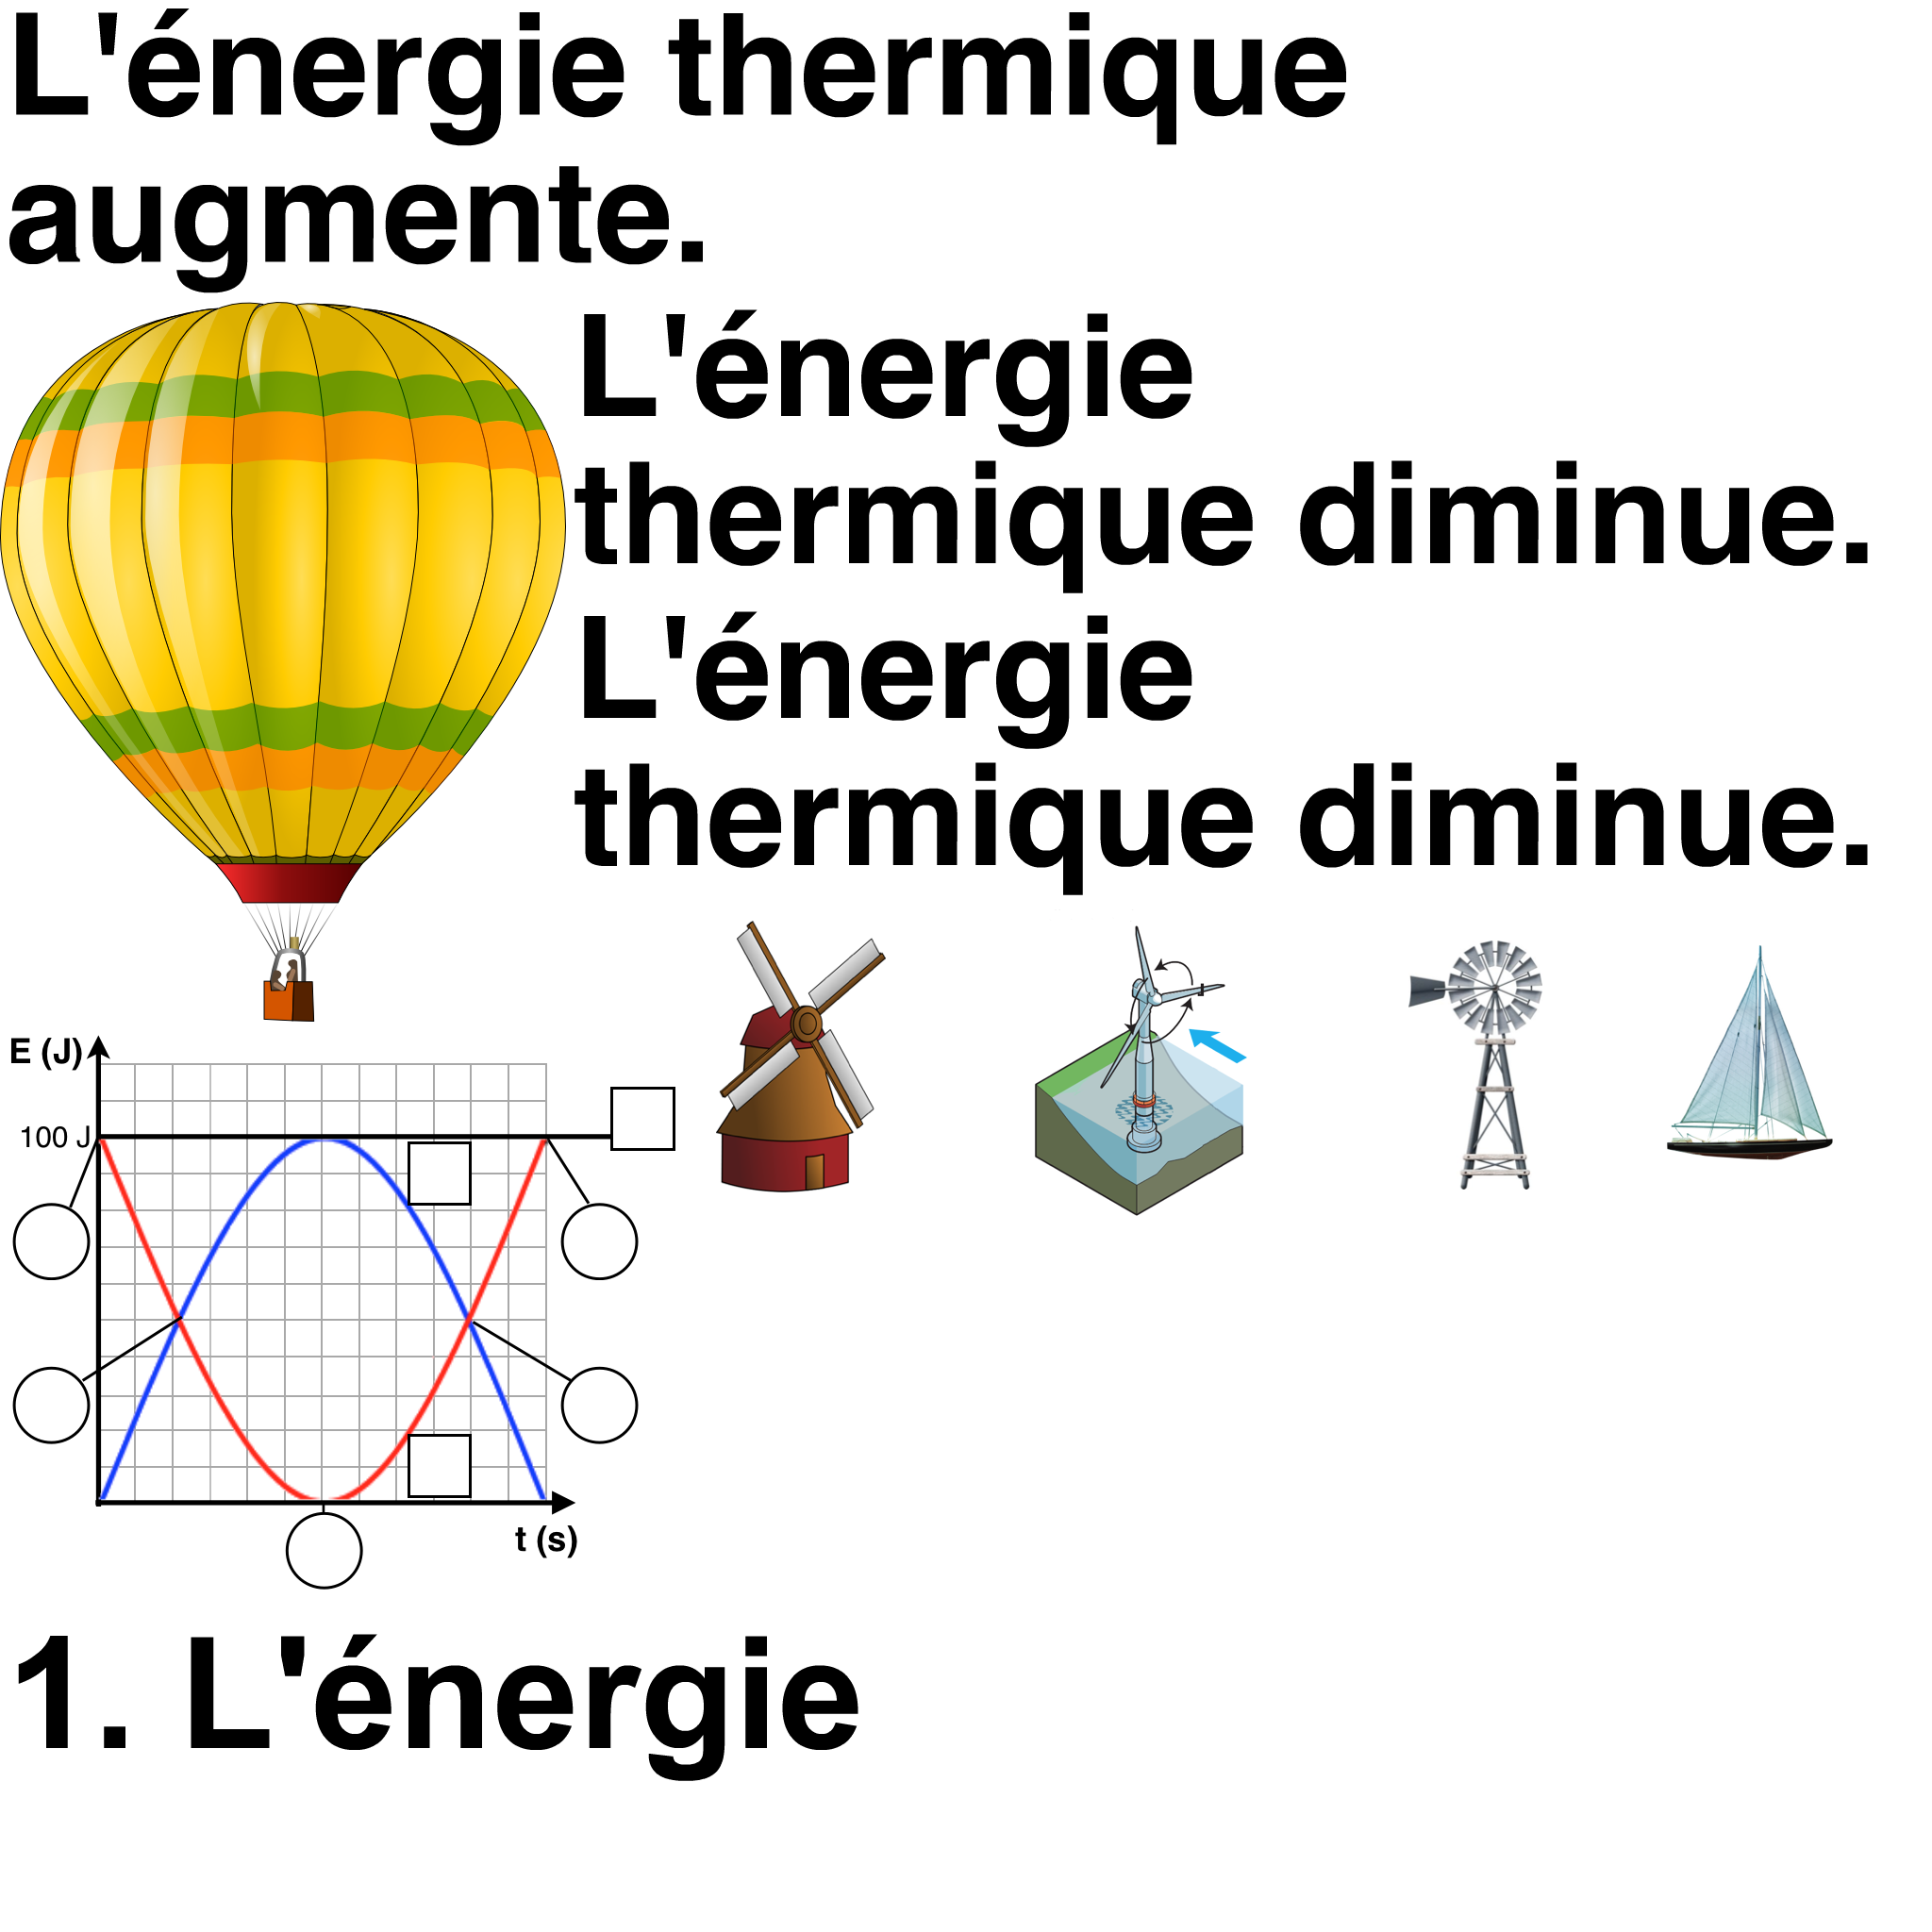 L'énergie thermique
augmente.
L'énergie
thermique diminue.
L'énergie
thermique diminue.
E (J)
100 J
t (s)
1. L'énergie